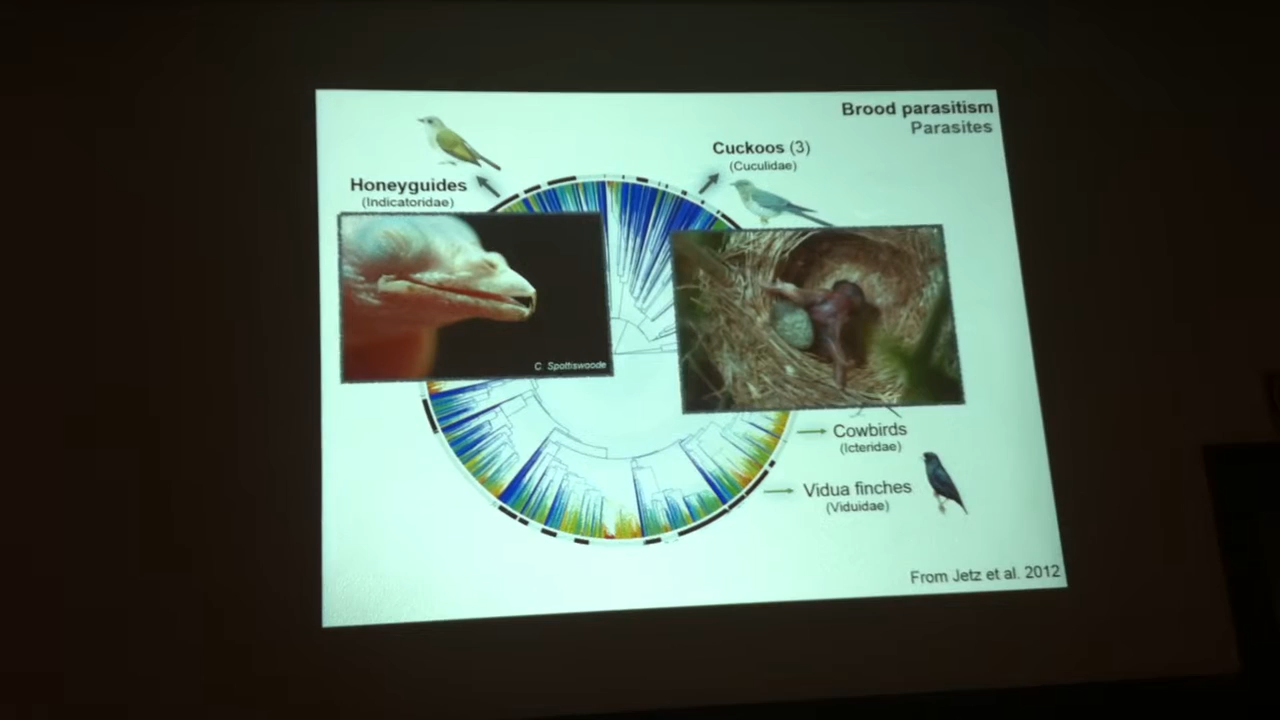 Brood parasitism
Parasites
Cuckoos (3)
(Cuculidae)
Honeyguides
(Indicatoridae)
C. Spottiswoode
Cowbirds
(Icteridae)
Vidua finches
(Viduidae)
From Jetz et al. 2012